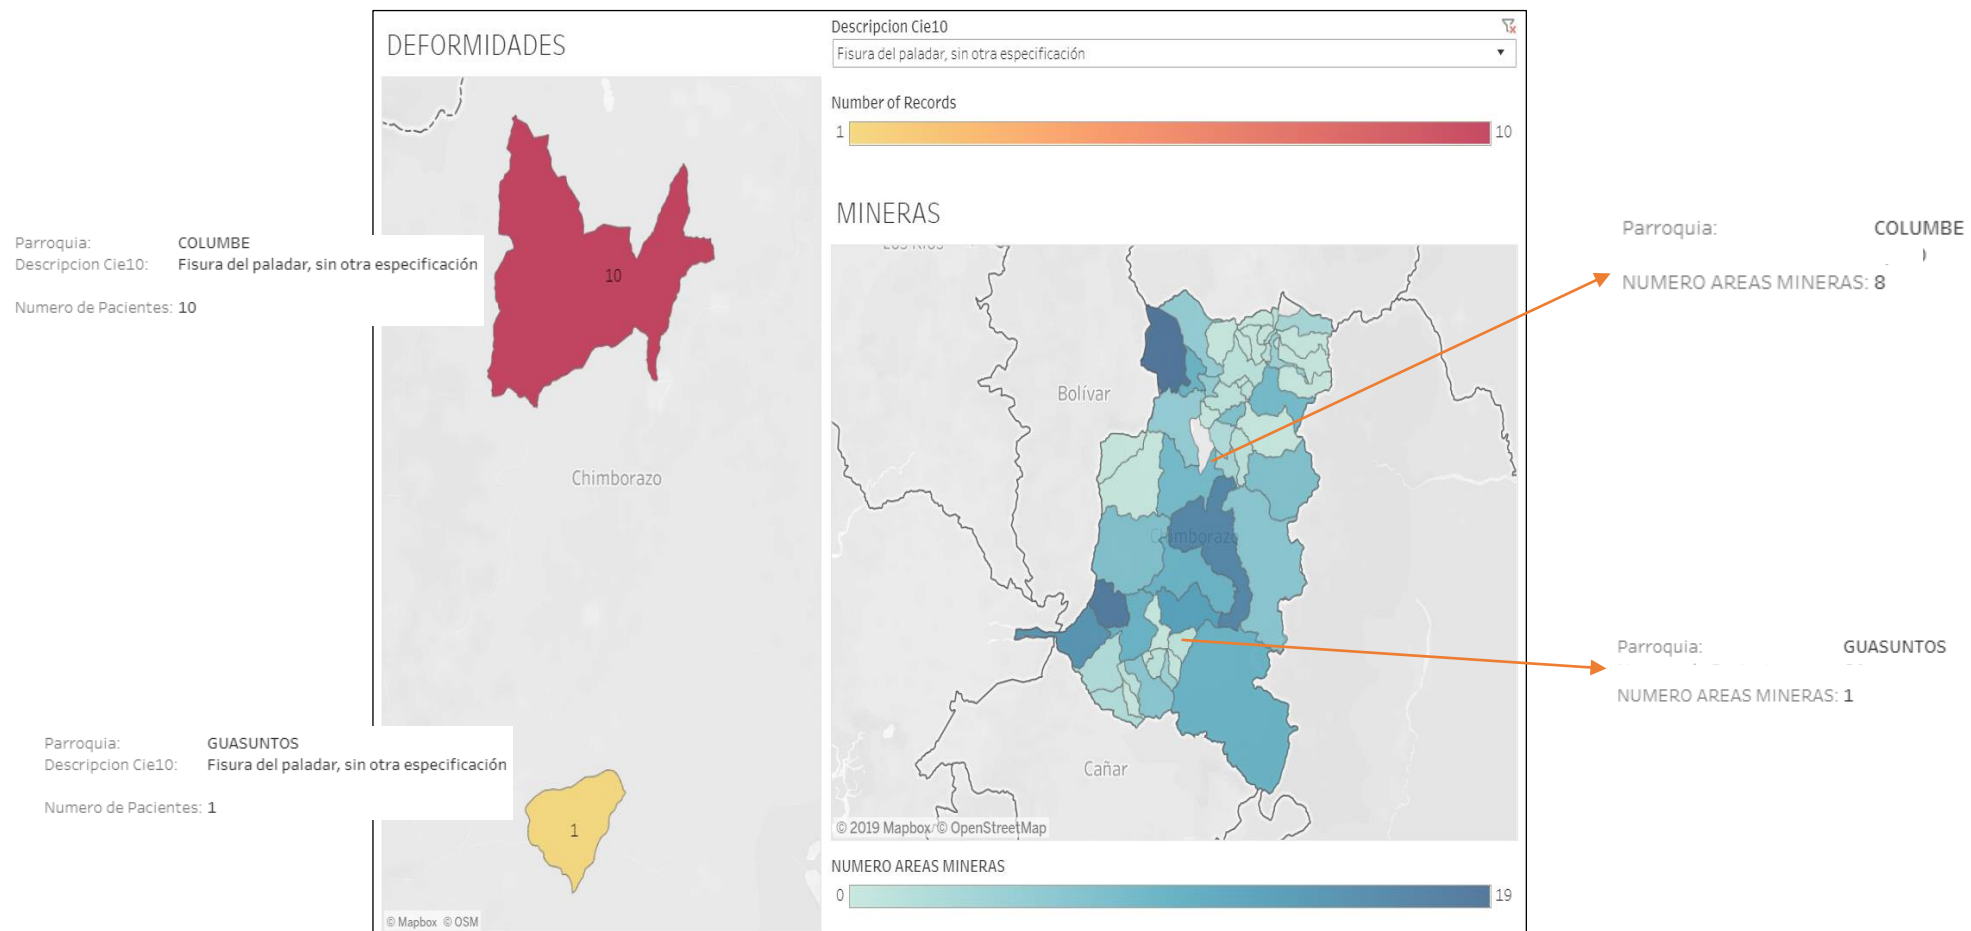 DEFORMIDADES
Descripcion Cie10
Fisura del paladar, sin otra especificación
Number of Records
1
10
MINERAS
Parroquia: COLUMBE
Descripcion Cie10: Fisura del paladar, sin otra especificación
Numero de Pacientes: 10
10
Chimborazo
Parroquia: GUASUNTOS
Descripcion Cie10: Fisura del paladar, sin otra especificación
Numero de Pacientes: 1
1
© Mapbox © OSM
Bolívar
Chimborazo
Cañar
© 2019 Mapbox © OpenStreetMap
NUMERO AREAS MINERAS
0
19
Parroquia: COLUMBE
NUMERO AREAS MINERAS: 8
Parroquia: GUASUNTOS
NUMERO AREAS MINERAS: 1